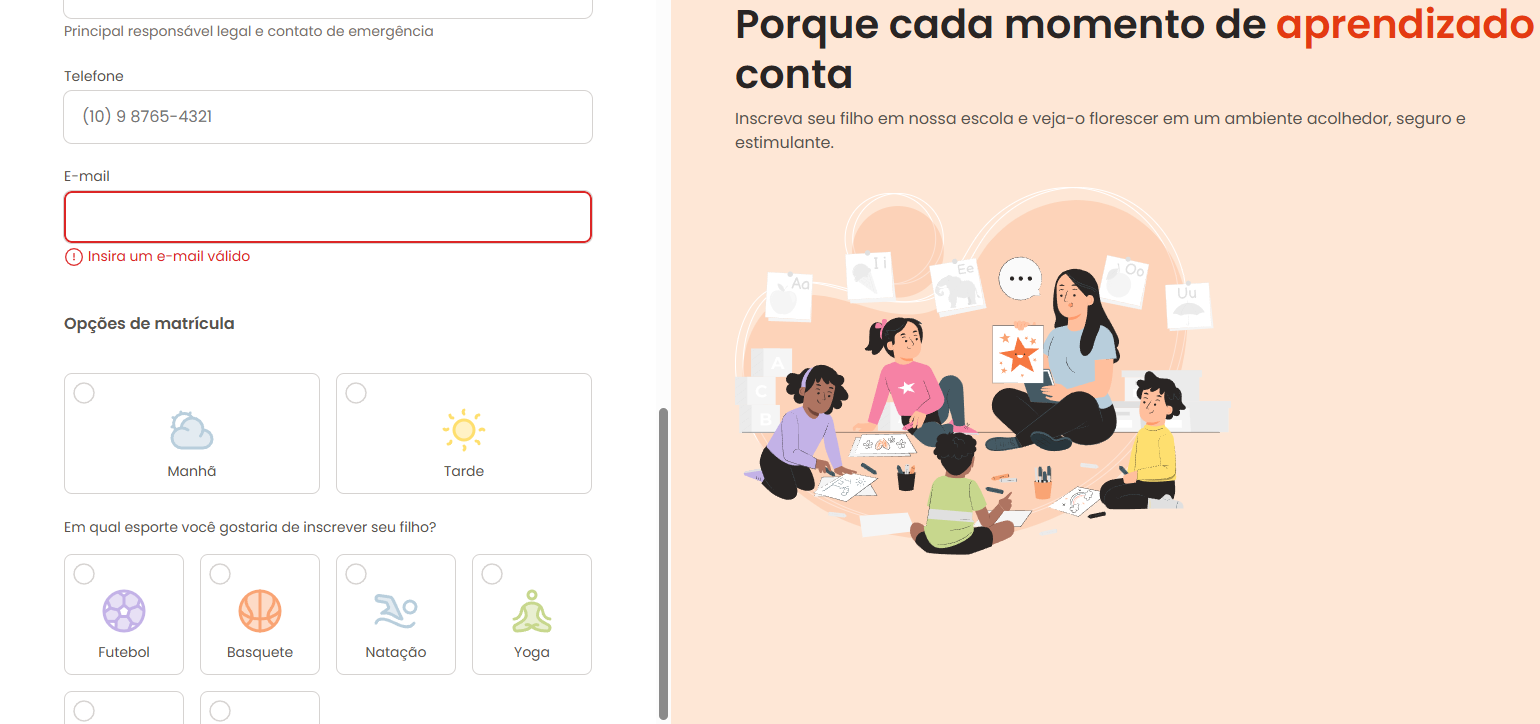 Principal responsável legal e contato de emergência
Telefone
(10) 9 8765-4321
E-mail
Insira um e-mail válido
Opções de matrícula
Manhã
Tarde
Em qual esporte você gostaria de inscrever seu filho?
Futebol
Basquete
Natação
Yoga
Porque cada momento de aprendizado
conta
Inscreva seu filho em nossa escola e veja-o florescer em um ambiente acolhedor, seguro e
estimulante.
Aa
Ii
Ee
Oo
Uu
A
C
B